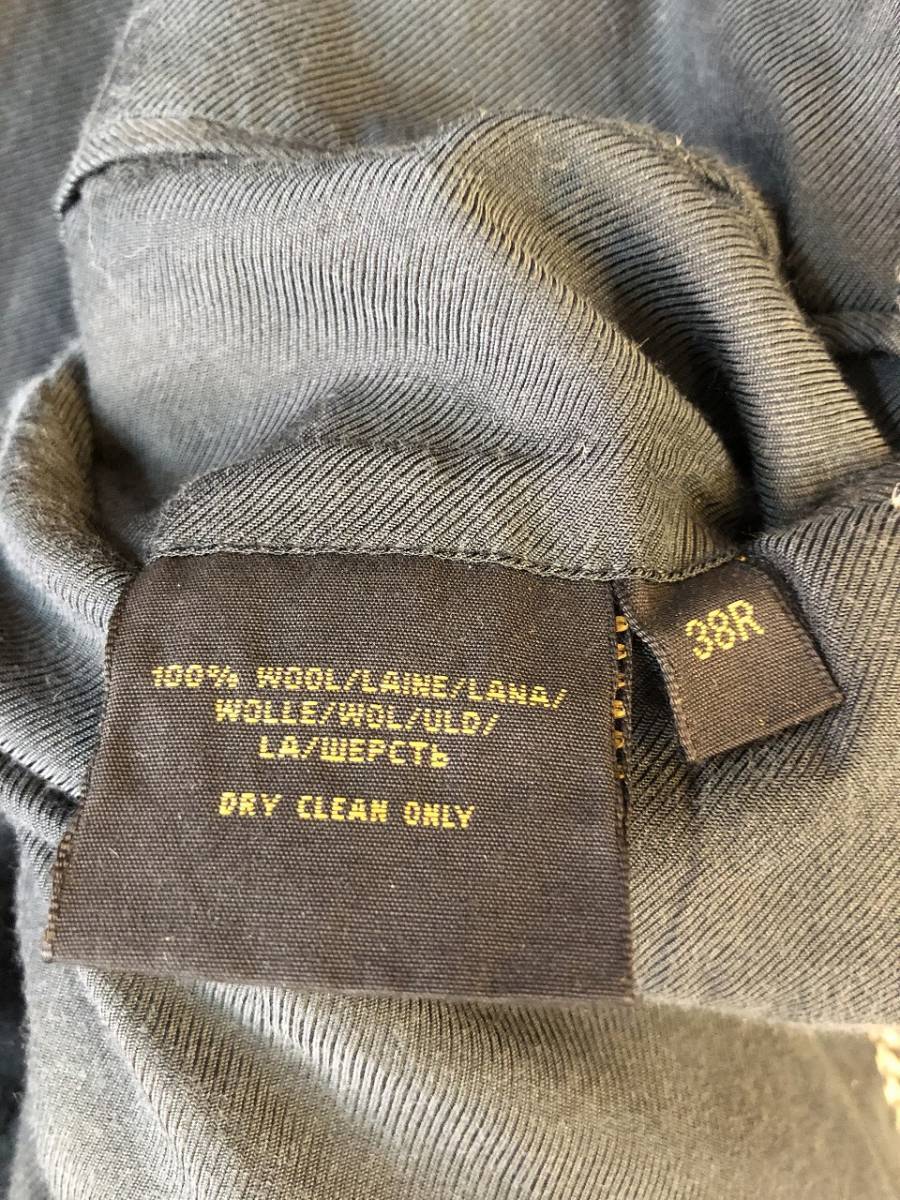 100% WOOL/LAINE/LANA/
WOLLE/WOL/ULD/
LA/ШЕРСТЬ
DRY CLEAN ONLY
38R